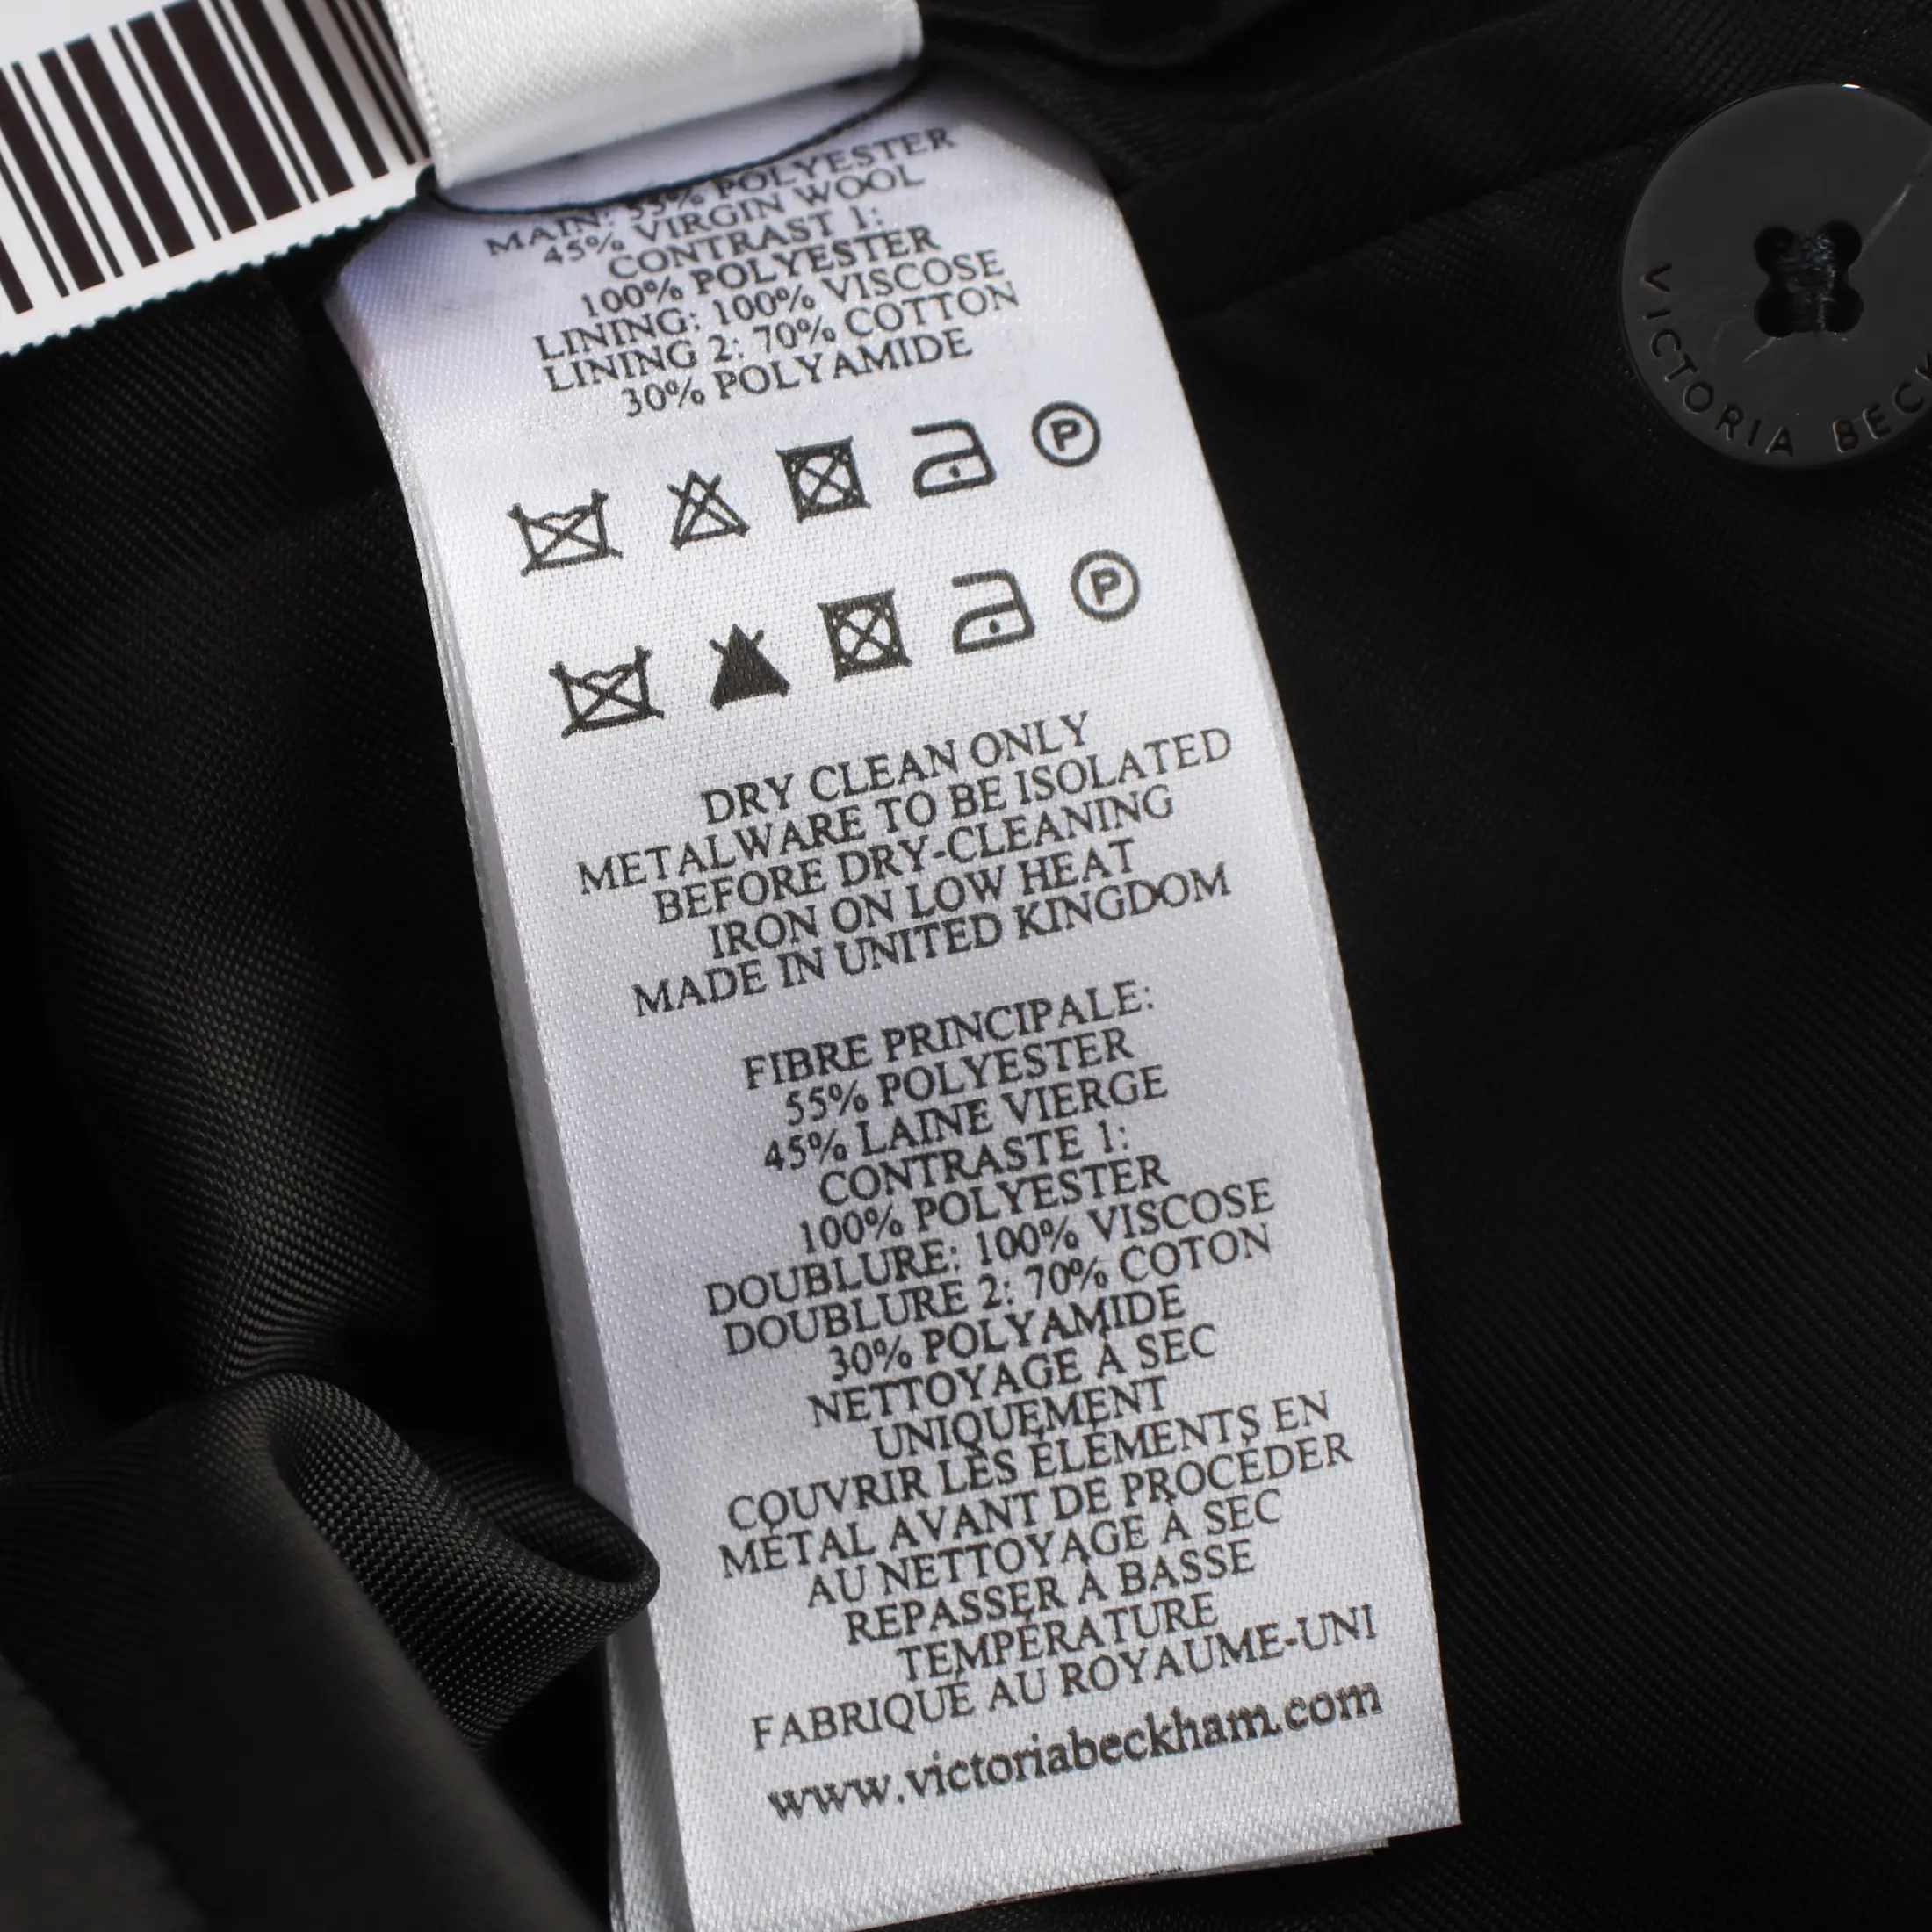 MAIN: 55% POLYESTER
45% VIRGIN WOOL
CONTRAST 1:
100% POLYESTER
LINING: 100% VISCOSE
LINING 2: 70% COTTON
30% POLYAMIDE
P
P
DRY CLEAN ONLY
METALWARE TO BE ISOLATED
BEFORE DRY-CLEANING
IRON ON LOW HEAT
MADE IN UNITED KINGDOM
FIBRE PRINCIPALE:
55% POLYESTER
45% LAINE VIERGE
CONTRASTE 1:
100% POLYESTER
DOUBLURE: 100% VISCOSE
DOUBLURE 2: 70% COTON
30% POLYAMIDE
NETTOYAGE À SEC
UNIQUEMENT
COUVRIR LES ÉLÉMENTS EN
MÉTAL AVANT DE PROCÉDER
AU NETTOYAGE À SEC
REPASSER À BASSE
TEMPÉRATURE
FABRIQUÉ AU ROYAUME-UNI
www.victoriabeckham.com
VICTORIA BECK